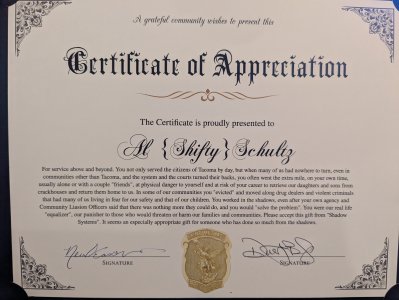 A grateful community wishes to present this
Certificate of Appreciation
The Certificate is proudly presented to
Al {Shifty} Schultz
For service above and beyond. You not only served the citizens of Tacoma by day, but when many of us had nowhere to turn, even in
communities other than Tacoma, and the system and the courts turned their backs, you often went the extra mile, on your own time,
usually alone or with a couple "friends", at physical danger to yourself and at risk of your career to retrieve our daughters and sons from
crackhouses and return them home to us. In some of our communities you "evicted" and moved along drug dealers and violent criminals
that had many of us living in fear for our safety and that of our children. You worked in the shadows, even after your own agency and
Community Liasion Officers said that there was nothing more they could do, and you would "solve the problem". You were our real life
"equalizer", our punisher to those who would threaten or harm our families and communities. Please accept this gift from "Shadow
Systems". It seems an especially appropriate gift for someone who has done so much from the shadows.
SIGNATURE
SIGNATURE